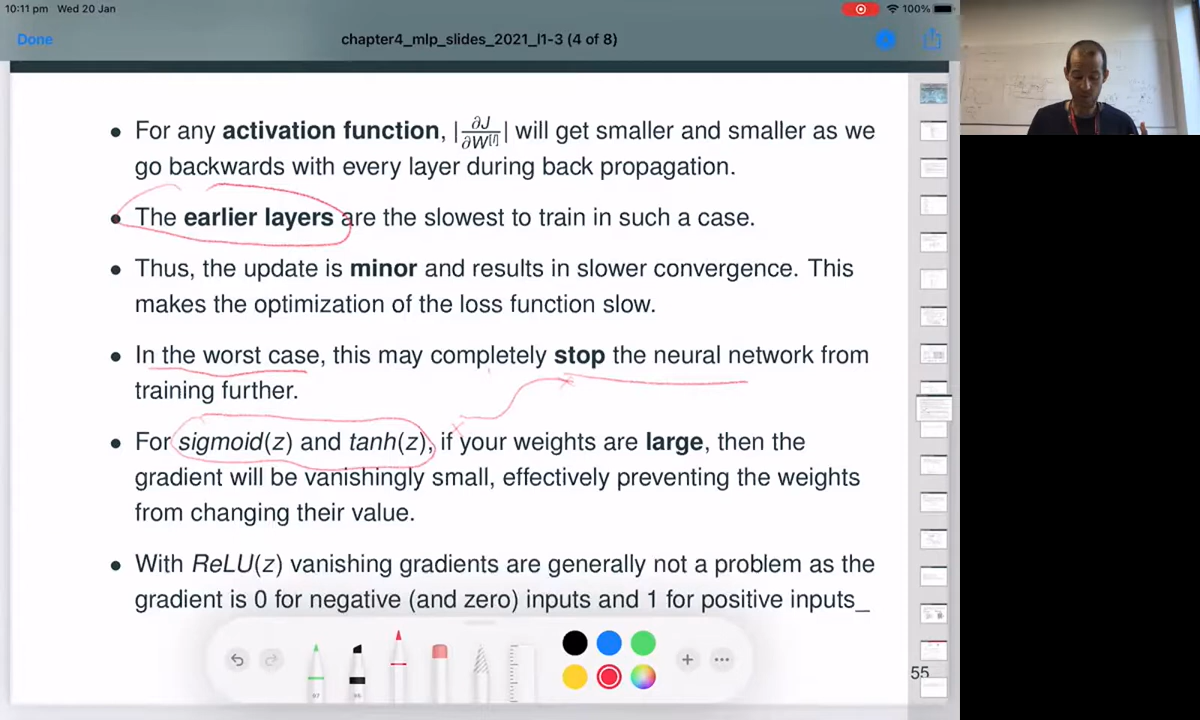 10:11 pm Wed 20 Jan
100%
Done
chapter4_mlp_slides_2021_l1-3 (4 of 8)
• For any activation function, |∂J/∂W[l]| will get smaller and smaller as we
go backwards with every layer during back propagation.
• The earlier layers are the slowest to train in such a case.
• Thus, the update is minor and results in slower convergence. This
makes the optimization of the loss function slow.
• In the worst case, this may completely stop the neural network from
training further.
• For sigmoid(z) and tanh(z), if your weights are large, then the
gradient will be vanishingly small, effectively preventing the weights
from changing their value.
• With ReLU(z) vanishing gradients are generally not a problem as the
gradient is 0 for negative (and zero) inputs and 1 for positive inputs_
55
97